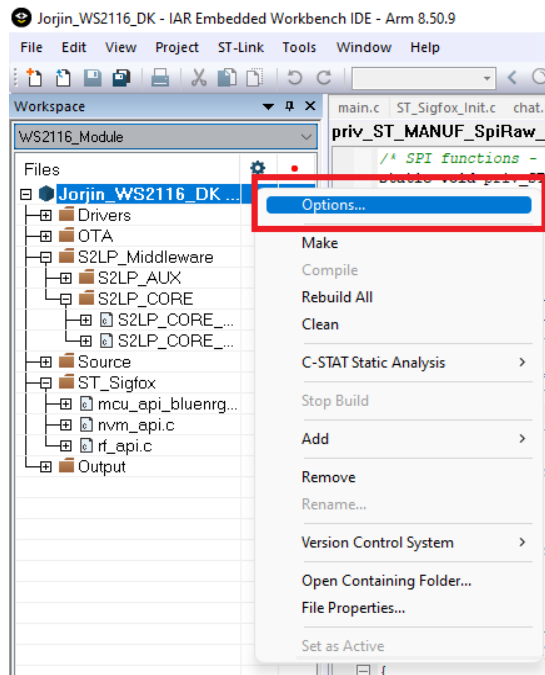 Jorjin_WS2116_DK - IAR Embedded Workbench IDE - Arm 8.50.9
File Edit View Project ST-Link Tools Window Help
Workspace
main.c ST_Sigfox_Init.c chat.
WS2116_Module
priv_ST_MANUF_SpiRaw_
Files
/* SPI functions -
Jorjin_WS2116_DK ...
Options...
Drivers
Make
OTA
Compile
S2LP_Middleware
Rebuild All
S2LP_AUX
Clean
S2LP_CORE
S2LP_CORE_...
S2LP_CORE_...
C-STAT Static Analysis
Source
ST_Sigfox
Stop Build
mcu_api_bluenrg...
nvm_api.c
Add
rf_api.c
Output
Remove
Rename...
Version Control System
Open Containing Folder...
File Properties...
Set as Active
{